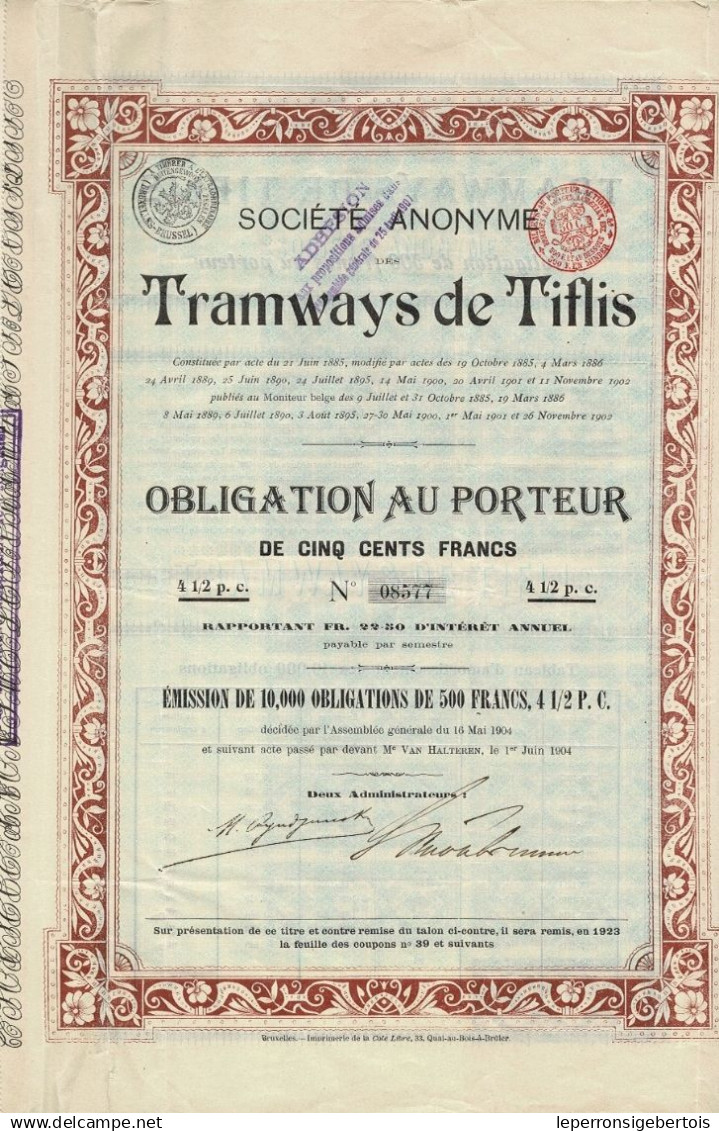 SOCIÉTÉ ANONYME
DES
Tramways de Tiflis
ADHÉSION
Constituée par acte du 21 Juin 1885, modifié par actes des 19 Octobre 1885, 4 Mars 1886
24 Avril 1889, 25 Juin 1890, 24 Juillet 1895, 14 Mai 1900, 20 Avril 1901 et 11 Novembre 1902
publiés au Moniteur belge des 9 Juillet et 31 Octobre 1885, 19 Mars 1886
8 Mai 1889, 6 Juillet 1890, 3 Août 1895, 27-30 Mai 1900, 1er Mai 1901 et 26 Novembre 1902
OBLIGATION AU PORTEUR
DE CINQ CENTS FRANCS
4 1/2 p. c. No 08577 4 1/2 p. c.
RAPPORTANT FR. 22-50 D'INTÉRÊT ANNUEL
payable par semestre
ÉMISSION DE 10,000 OBLIGATIONS DE 500 FRANCS, 4 1/2 P. C.
décidée par l'Assemblée générale du 16 Mai 1904
et suivant acte passé par devant Me VAN HALTEREN, le 1er Juin 1904
Deux Administrateurs :
Sur présentation de ce titre et contre remise du talon ci-contre, il sera remis, en 1923
la feuille des coupons no 39 et suivants
Bruxelles. — Imprimerie de la Cote Libre, 33, Quai-au-Bois-à-Brûler.
delcampe.net
leperronsigebertois